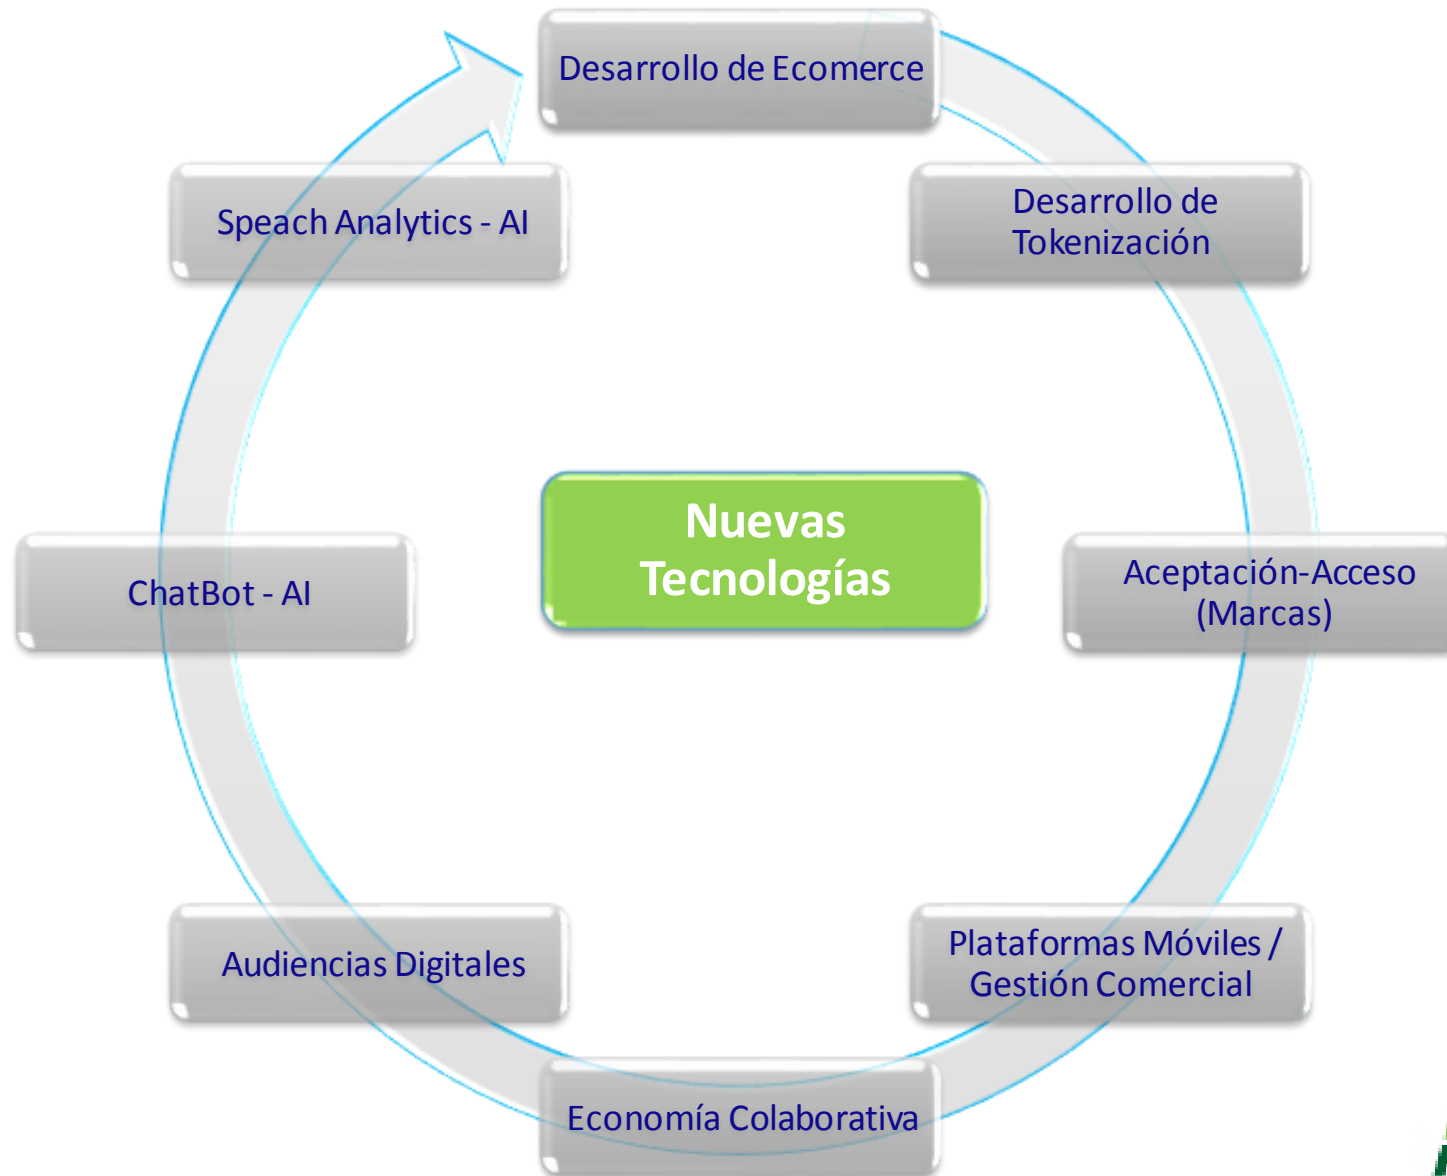 Desarrollo de Ecomerce
Desarrollo de
Tokenización
Aceptación-Acceso
(Marcas)
Plataformas Móviles /
Gestión Comercial
Economía Colaborativa
Audiencias Digitales
ChatBot - AI
Speach Analytics - AI
Nuevas
Tecnologías